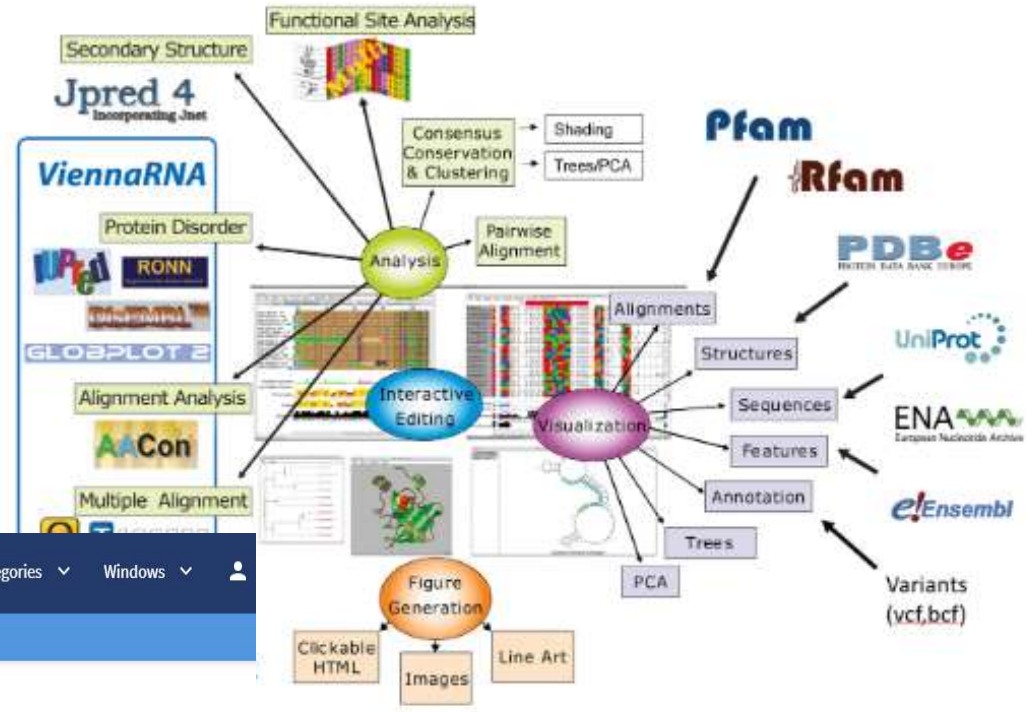 Functional Site Analysis
Secondary Structure
Jpred 4
Incorporating Jnet
Consensus
Conservation
& Clustering
Shading
Trees/PCA
Pfam
Rfam
ViennaRNA
Protein Disorder
Pairwise
Alignment
Analysis
IUPred
RONN
DISEMBL
GLOBPLOT 2
PDBe
PROTEIN DATA BANK EUROPE
Alignments
Structures
UniProt
Alignment Analysis
AACon
Interactive
Editing
Visualization
Sequences
Features
ENA
European Nucleotide Archive
Multiple Alignment
Annotation
e!Ensembl
Trees
PCA
egories
Windows
Figure
Generation
Variants
(vcf,bcf)
Clickable
HTML
Images
Line Art